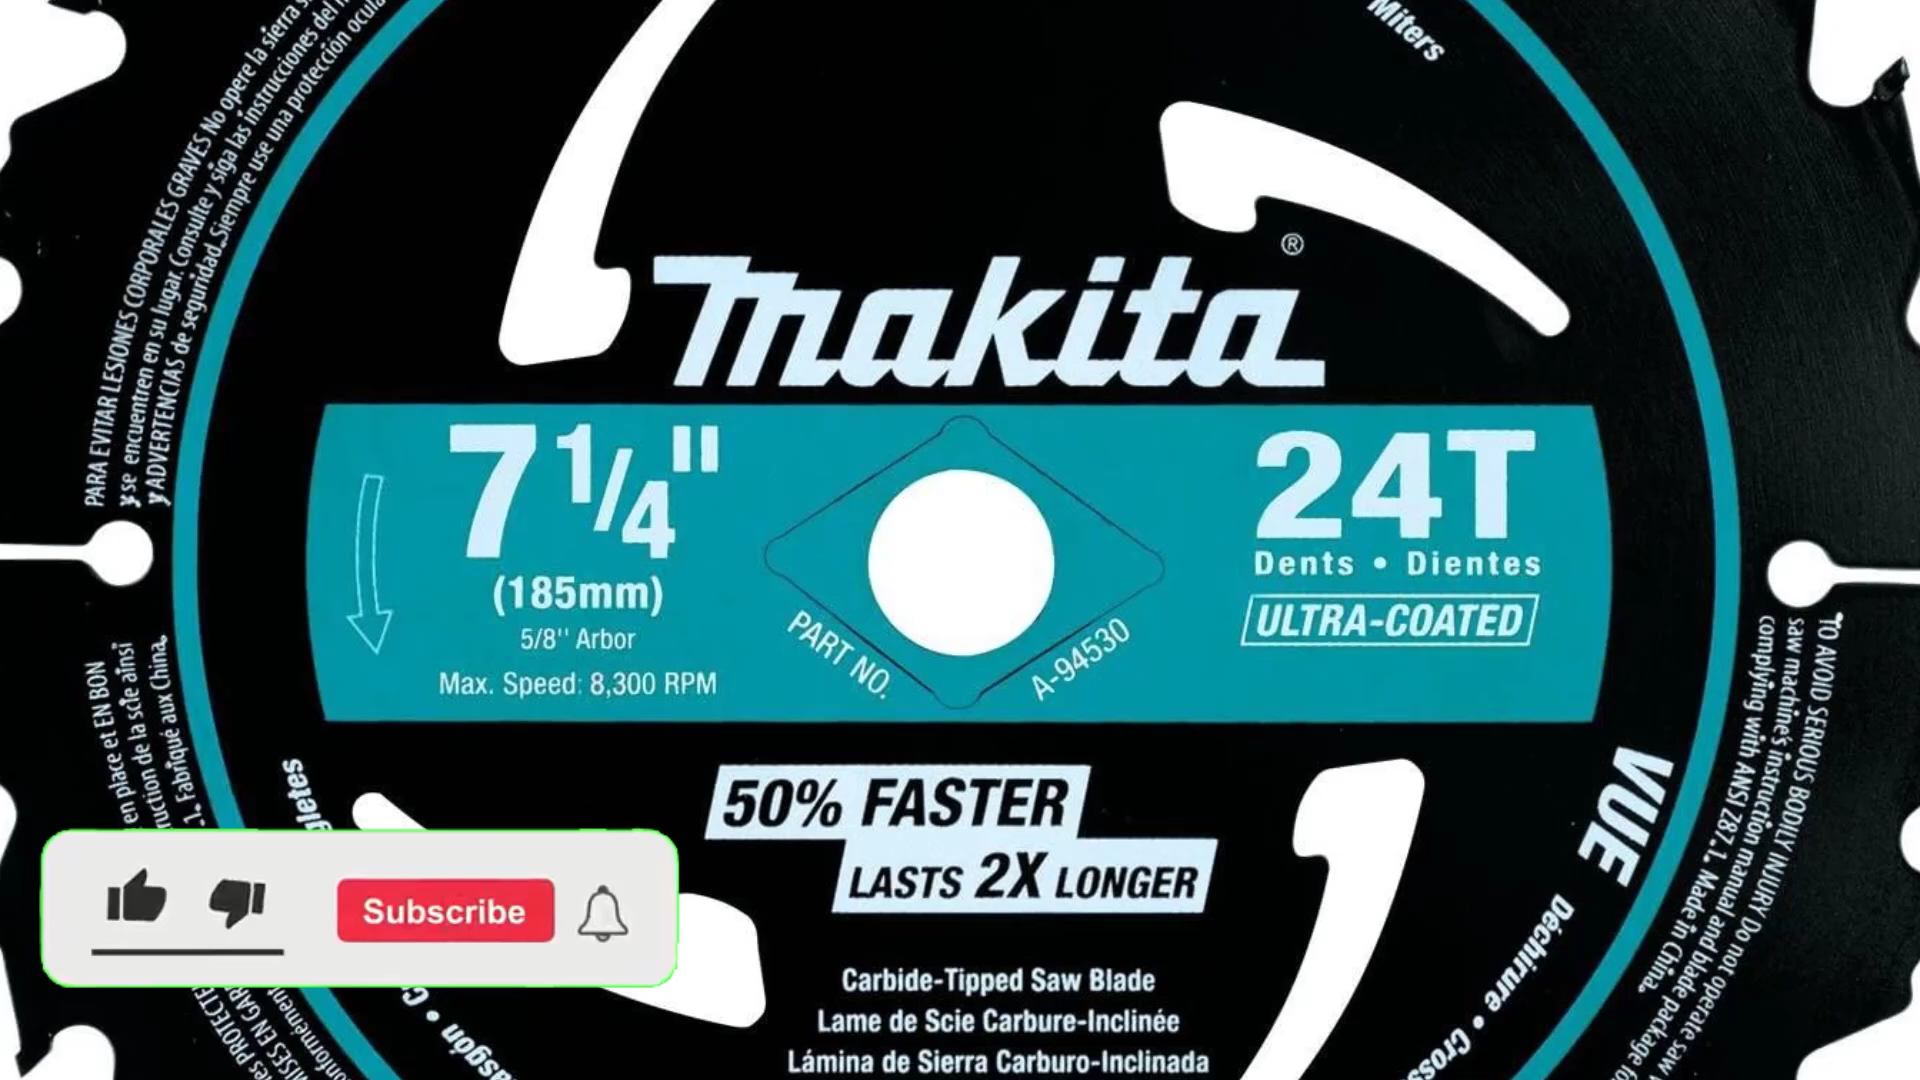 Miters
PARA EVITAR LESIONES CORPORALES GRAVES No opere la sierra
y se encuentren en su lugar. Consulte y siga las instrucciones del
y ADVERTENCIAS de seguridad. Siempre use una protección
makita®
7 1/4"
(185mm)
5/8'' Arbor
Max. Speed: 8,300 RPM
PART NO.
A-94530
24T
Dents • Dientes
ULTRA-COATED
en place et EN BON
de la scie ainsi
Fabriqué aux China.
TO AVOID SERIOUS BODILY INJURY Do not operate saw
saw machine's instruction manual and blade package
complying with ANSI Z87.1. Made in China.
VUE
Déchirure •
50% FASTER
LASTS 2X LONGER
Subscribe
Carbide-Tipped Saw Blade
Lame de Scie Carbure-Inclinée
Lámina de Sierra Carburo-Inclinada